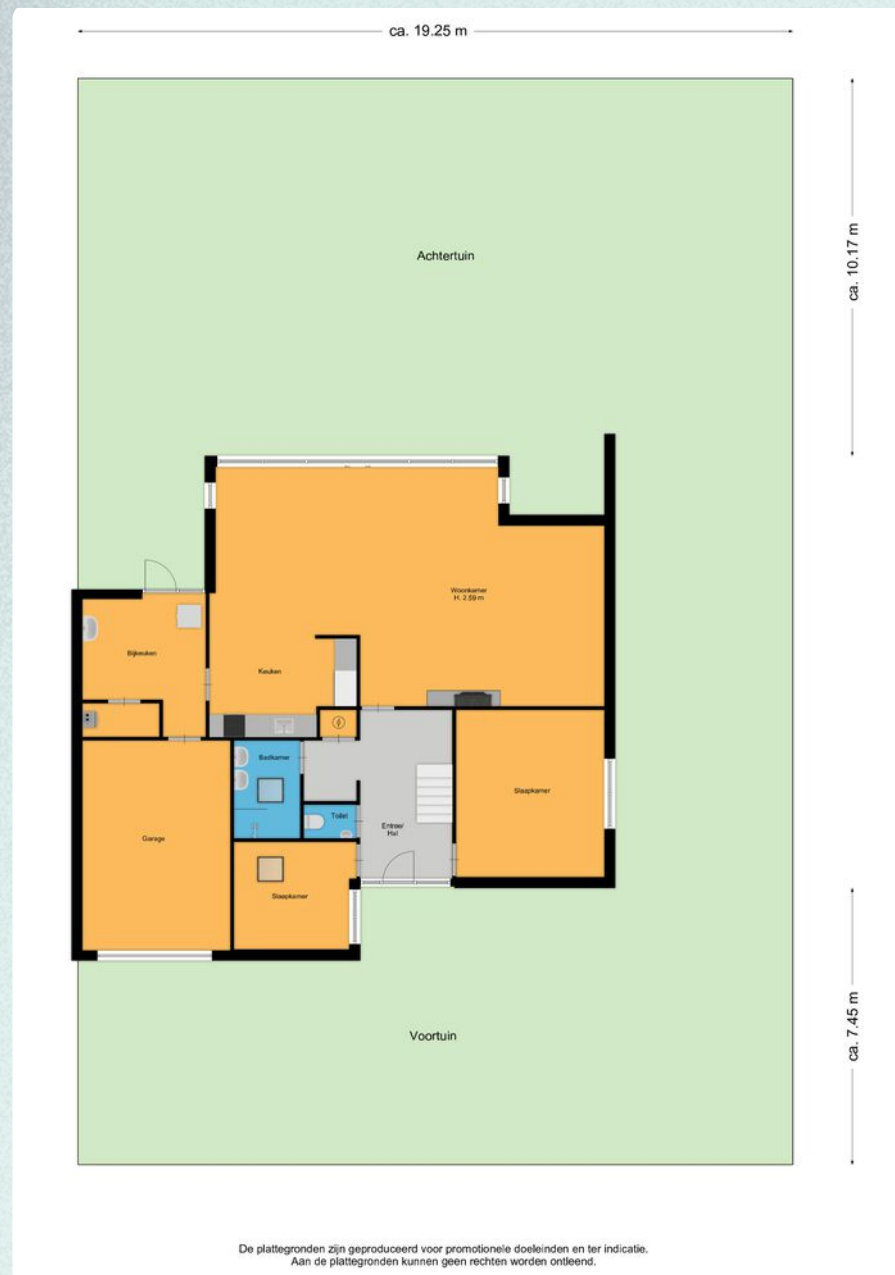 ca. 19.25 m
Achtertuin
ca. 10.17 m
Woonkamer
H. 2.59 m
Bijkeuken
Keuken
Badkamer
Slaapkamer
Toilet
Entree/
Hal
Garage
Slaapkamer
Voortuin
ca. 7.45 m
De plattegronden zijn geproduceerd voor promotionele doeleinden en ter indicatie.
Aan de plattegronden kunnen geen rechten worden ontleend.